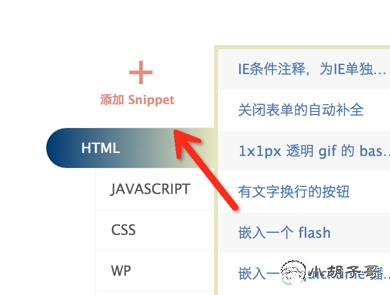 添加 Snippet
HTML
JAVASCRIPT
CSS
WP
IE条件注释，为IE单独...
关闭表单的自动补全
1x1px 透明 gif 的 bas...
有文字换行的按钮
嵌入一个 flash
嵌入一个
小胡子哥